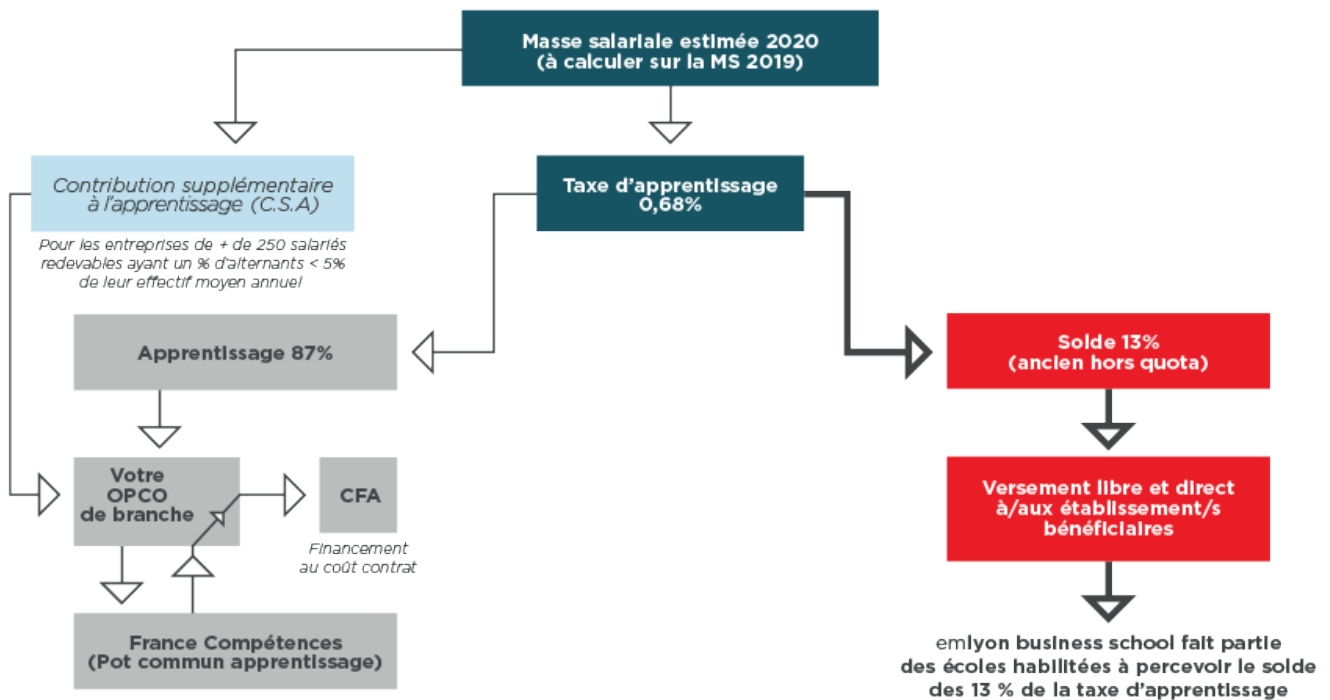 Masse salariale estimée 2020
(à calculer sur la MS 2019)
Contribution supplémentaire
à l'apprentissage (C.S.A)
Pour les entreprises de + de 250 salariés
redevables ayant un % d'alternants < 5%
de leur effectif moyen annuel
Taxe d'apprentissage
0,68%
Apprentissage 87%
Solde 13%
(ancien hors quota)
Votre
OPCO
de branche
CFA
Financement
au coût contrat
Versement libre et direct
à/aux établissement/s
bénéficiaires
France Compétences
(Pot commun apprentissage)
emlyon business school fait partie
des écoles habilitées à percevoir le solde
des 13 % de la taxe d'apprentissage